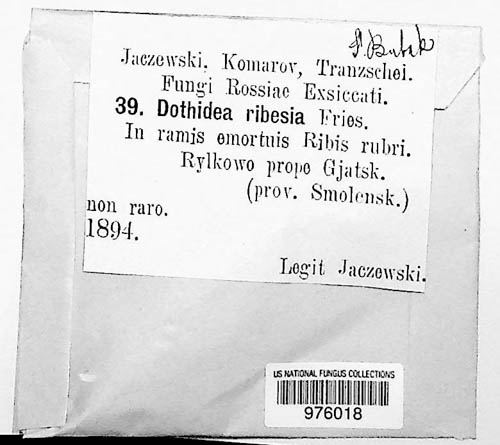 F. Bubak
Jaczewski. Komarov, Tranzschei.
Fungi Rossiae Exsiccati.
39. Dothidea ribesia Fries.
In ramis emortuis Ribis rubri.
Rylkowo prope Gjatsk.
(prov. Smolensk.)
non raro.
1894.
Legit Jaczewski.
US NATIONAL FUNGUS COLLECTIONS
976018